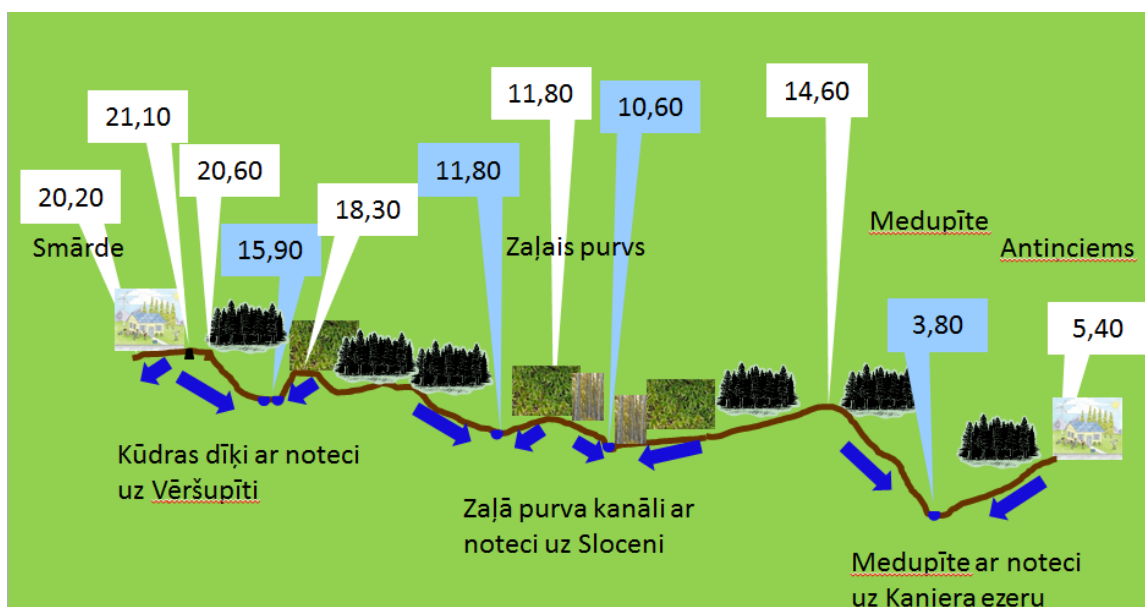 11,80
10,60
14,60
21,10
20,60
11,80
20,20
18,30
Smārde
15,90
Zaļais purvs
Medupīte
Antinciems
3,80
5,40
Kūdras dīķi ar noteci
uz Vēršupīti
Zaļā purva kanāli ar
noteci uz Sloceni
Medupīte ar noteci
uz Kaniera ezeru